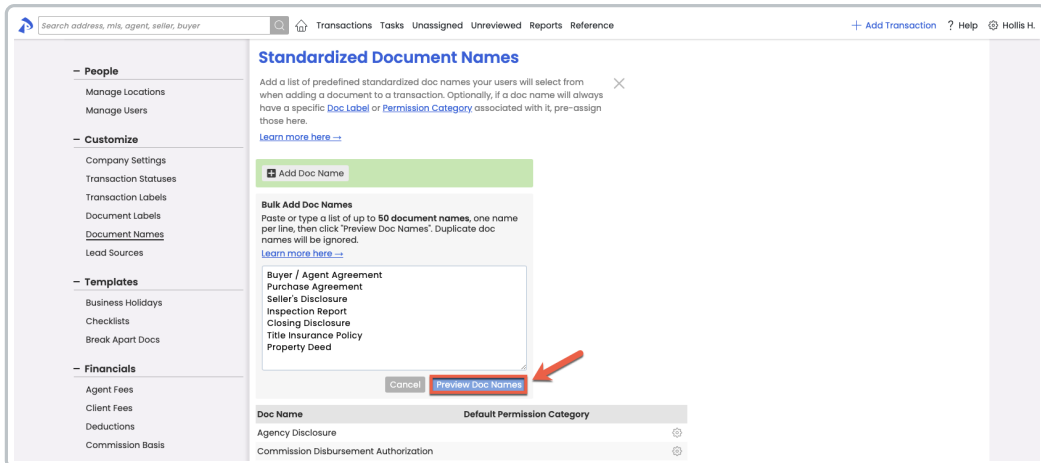 Search address, mls, agent, seller, buyer
Transactions Tasks Unassigned Unreviewed Reports Reference
+ Add Transaction ? Help Hollis H.
− People
Manage Locations
Manage Users
− Customize
Company Settings
Transaction Statuses
Transaction Labels
Document Labels
Document Names
Lead Sources
− Templates
Business Holidays
Checklists
Break Apart Docs
− Financials
Agent Fees
Client Fees
Deductions
Commission Basis
Standardized Document Names
Add a list of predefined standardized doc names your users will select from
when adding a document to a transaction. Optionally, if a doc name will always
have a specific Doc Label or Permission Category associated with it, pre-assign
those here.
Learn more here →
Add Doc Name
Bulk Add Doc Names
Paste or type a list of up to 50 document names, one name
per line, then click "Preview Doc Names". Duplicate doc
names will be ignored.
Learn more here →
Buyer / Agent Agreement
Purchase Agreement
Seller's Disclosure
Inspection Report
Closing Disclosure
Title Insurance Policy
Property Deed
Cancel Preview Doc Names
Doc Name Default Permission Category
Agency Disclosure
Commission Disbursement Authorization